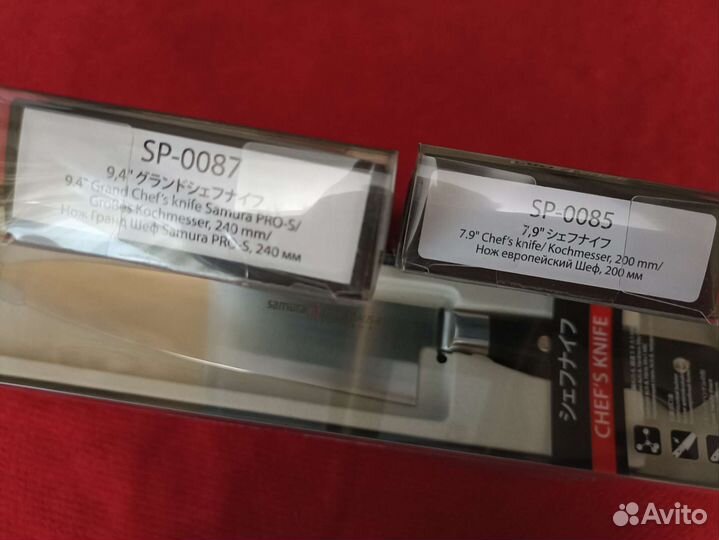 SP-0087
9,4" グランドシェフナイフ
9.4" Grand Chef's knife Samura PRO-S/
Großes Kochmesser, 240 mm/
Нож Гранд Шеф Samura PRO-S, 240 мм
SP-0085
7,9" シェフナイフ
7.9" Chef's knife/ Kochmesser, 200 mm/
Нож европейский Шеф, 200 мм
samura
シェフナイフ
CHEF'S KNIFE
Avito